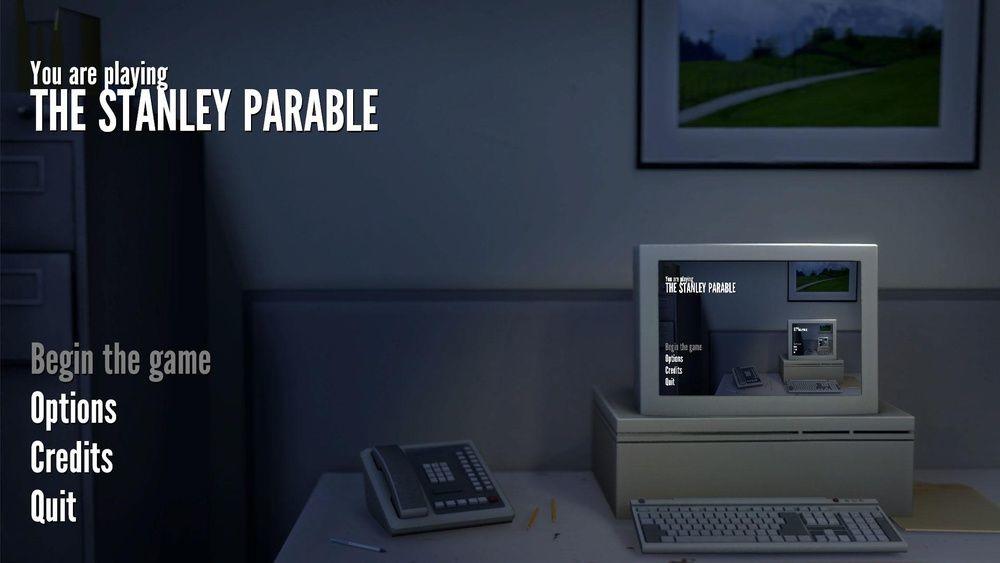 You are playing
THE STANLEY PARABLE
Begin the game
Options
Credits
Quit
You are playing
THE STANLEY PARABLE
Begin the game
Options
Credits
Quit